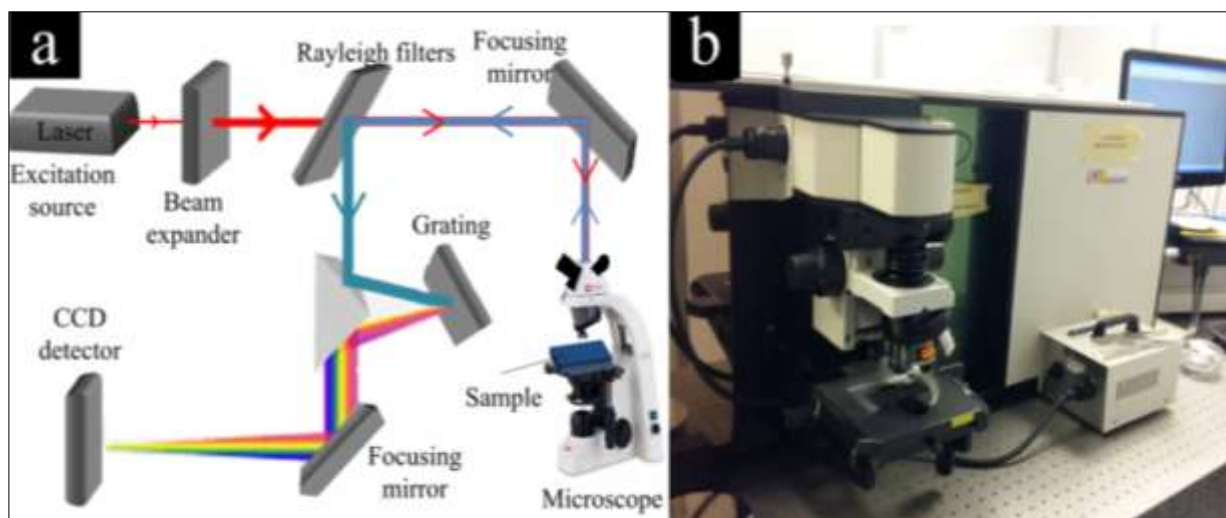 a
Rayleigh filters
Focusing
mirror
Laser
Excitation
source
Beam
expander
Grating
CCD
detector
Sample
Focusing
mirror
Microscope
b